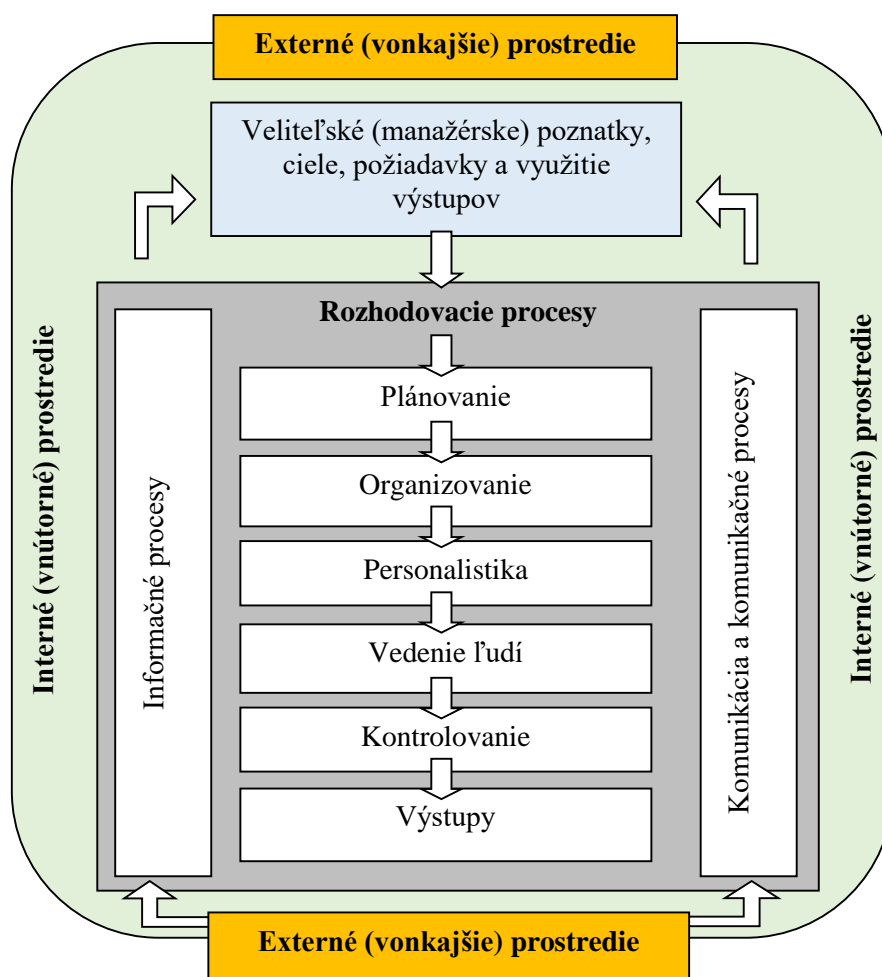 Externé (vonkajšie) prostredie
Veliteľské (manažérske) poznatky,
ciele, požiadavky a využitie
výstupov
Interné (vnútorné) prostredie
Informačné procesy
Rozhodovacie procesy
Plánovanie
Organizovanie
Personalistika
Vedenie ľudí
Kontrolovanie
Výstupy
Komunikácia a komunikačné procesy
Interné (vnútorné) prostredie
Externé (vonkajšie) prostredie